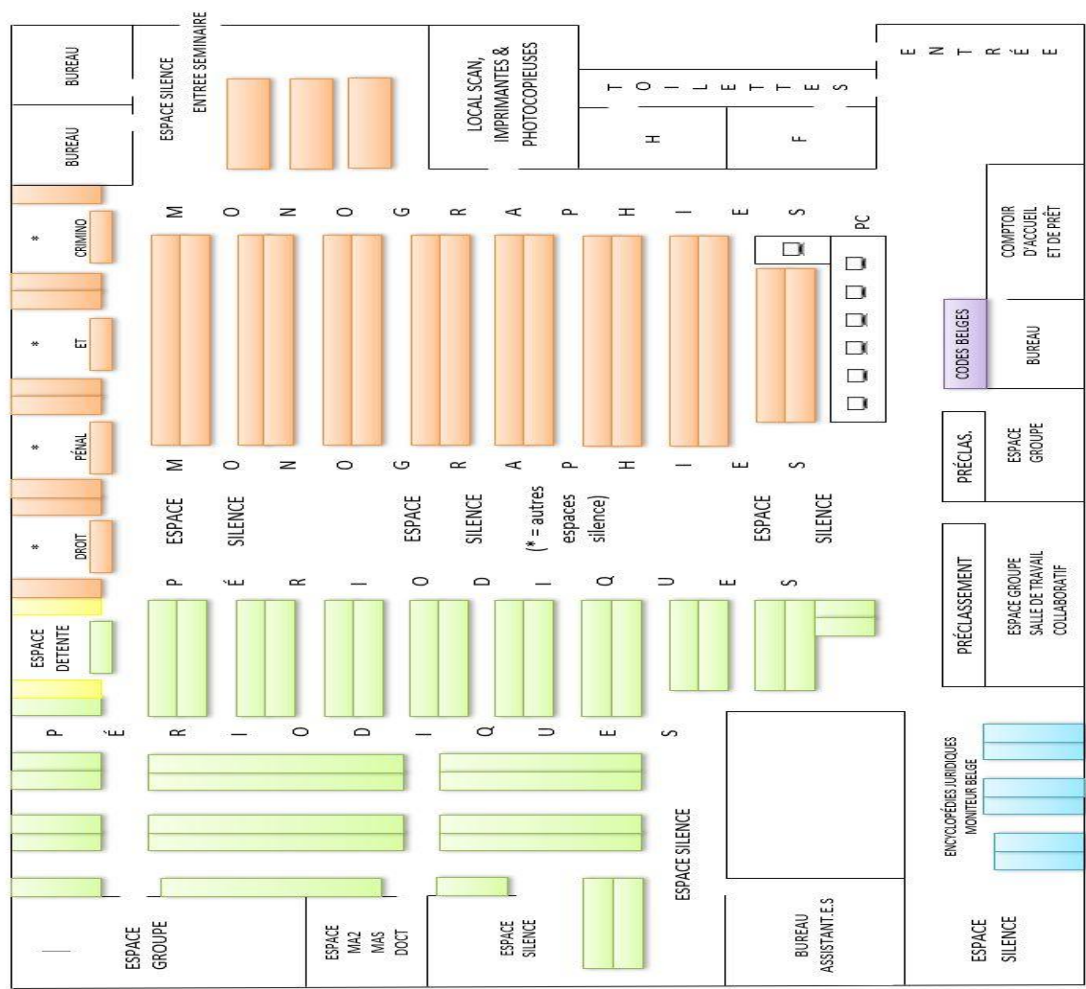 ESPACE
SILENCE
BUREAU
ASSISTANT.E.S
ESPACE
SILENCE
ESPACE
MA2
MAS
DOCT
ESPACE
GROUPE
ENCYCLOPÉDIES JURIDIQUES
MONITEUR BELGE
ESPACE SILENCE
PÉRIODIQUES
PRÉCLASSEMENT
ESPACE GROUPE
SALLE DE TRAVAIL
COLLABORATIF
ESPACE
DETENTE
PÉRIODIQUES
PRÉCLAS.
ESPACE
GROUPE
ESPACE
SILENCE
ESPACE
SILENCE
(* = autres
espaces
silence)
ESPACE
SILENCE
* DROIT
* PÉNAL
* ET
* CRIMINO
MONOGRAPHIES
CODES BELGES
BUREAU
PC
MONOGRAPHIES
COMPTOIR
D'ACCUEIL
ET DE PRÊT
F
H
TOILETTES
LOCAL SCAN,
IMPRIMANTES &
PHOTOCOPIEUSES
ESPACE SILENCE
ENTREE SEMINAIRE
BUREAU
BUREAU
ENTRÉE